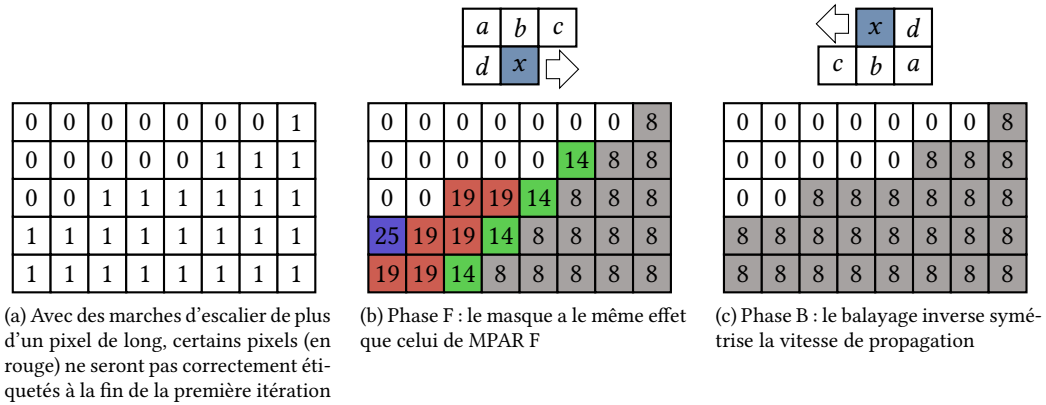 a b c
d x
x d
c b a
0 0 0 0 0 0 0 1
0 0 0 0 0 1 1 1
0 0 1 1 1 1 1 1
1 1 1 1 1 1 1 1
1 1 1 1 1 1 1 1
(a) Avec des marches d'escalier de plus
d'un pixel de long, certains pixels (en
rouge) ne seront pas correctement éti-
quetés à la fin de la première itération
0 0 0 0 0 0 0 8
0 0 0 0 0 14 8 8
0 0 19 19 14 8 8 8
25 19 19 14 8 8 8 8
19 19 14 8 8 8 8 8
(b) Phase F : le masque a le même effet
que celui de MPAR F
0 0 0 0 0 0 0 8
0 0 0 0 0 8 8 8
0 0 8 8 8 8 8 8
8 8 8 8 8 8 8 8
8 8 8 8 8 8 8 8
(c) Phase B : le balayage inverse symé-
trise la vitesse de propagation